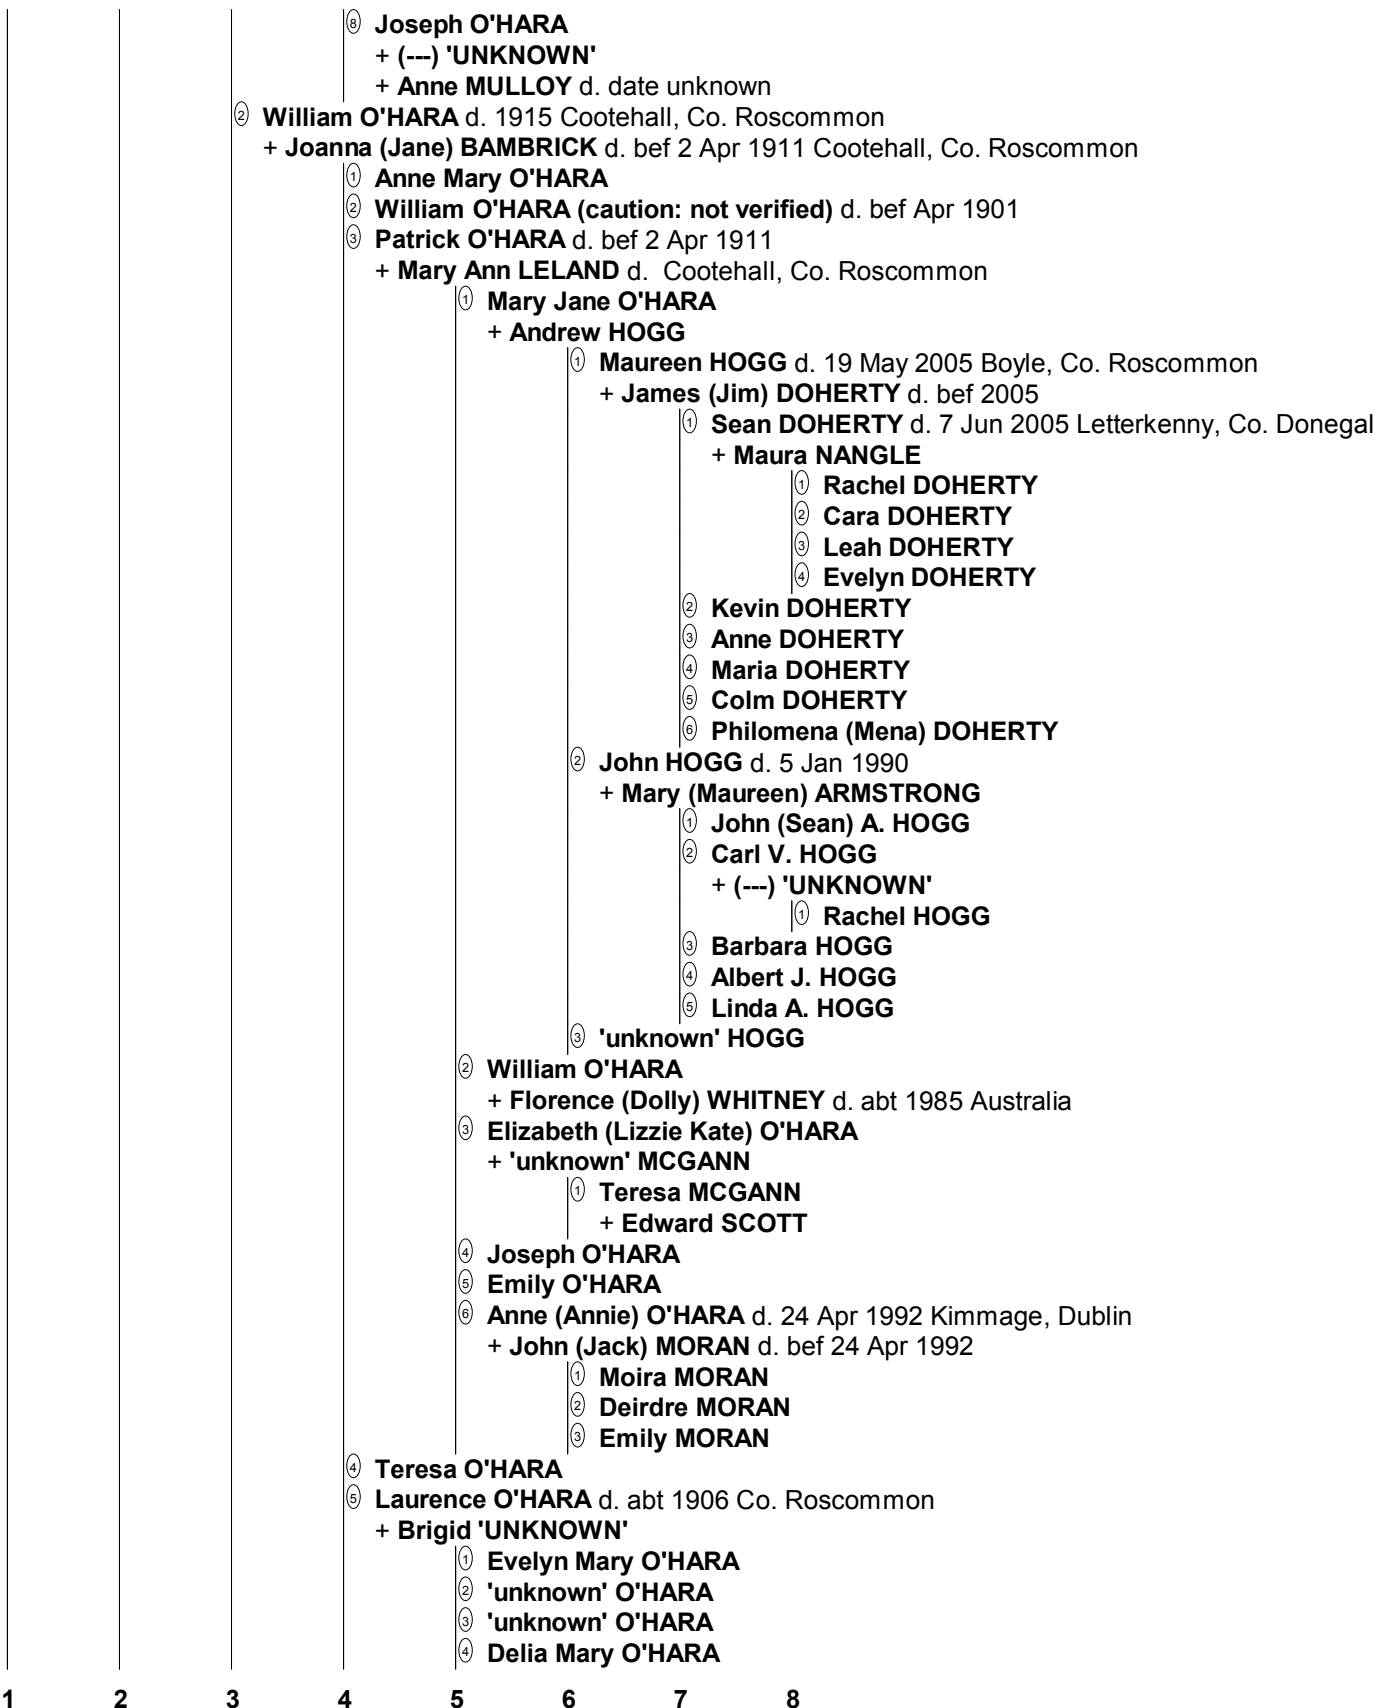 ⑧ Joseph O'HARA
+ (---) 'UNKNOWN'
+ Anne MULLOY d. date unknown
② William O'HARA d. 1915 Cootehall, Co. Roscommon
+ Joanna (Jane) BAMBRICK d. bef 2 Apr 1911 Cootehall, Co. Roscommon
① Anne Mary O'HARA
② William O'HARA (caution: not verified) d. bef Apr 1901
③ Patrick O'HARA d. bef 2 Apr 1911
+ Mary Ann LELAND d. Cootehall, Co. Roscommon
① Mary Jane O'HARA
+ Andrew HOGG
① Maureen HOGG d. 19 May 2005 Boyle, Co. Roscommon
+ James (Jim) DOHERTY d. bef 2005
① Sean DOHERTY d. 7 Jun 2005 Letterkenny, Co. Donegal
+ Maura NANGLE
① Rachel DOHERTY
② Cara DOHERTY
③ Leah DOHERTY
④ Evelyn DOHERTY
② Kevin DOHERTY
③ Anne DOHERTY
④ Maria DOHERTY
⑤ Colm DOHERTY
⑥ Philomena (Mena) DOHERTY
② John HOGG d. 5 Jan 1990
+ Mary (Maureen) ARMSTRONG
① John (Sean) A. HOGG
② Carl V. HOGG
+ (---) 'UNKNOWN'
① Rachel HOGG
③ Barbara HOGG
④ Albert J. HOGG
⑤ Linda A. HOGG
③ 'unknown' HOGG
② William O'HARA
+ Florence (Dolly) WHITNEY d. abt 1985 Australia
③ Elizabeth (Lizzie Kate) O'HARA
+ 'unknown' MCGANN
① Teresa MCGANN
+ Edward SCOTT
④ Joseph O'HARA
⑤ Emily O'HARA
⑥ Anne (Annie) O'HARA d. 24 Apr 1992 Kimmage, Dublin
+ John (Jack) MORAN d. bef 24 Apr 1992
① Moira MORAN
② Deirdre MORAN
③ Emily MORAN
④ Teresa O'HARA
⑤ Laurence O'HARA d. abt 1906 Co. Roscommon
+ Brigid 'UNKNOWN'
① Evelyn Mary O'HARA
② 'unknown' O'HARA
③ 'unknown' O'HARA
④ Delia Mary O'HARA
1 2 3 4 5 6 7 8